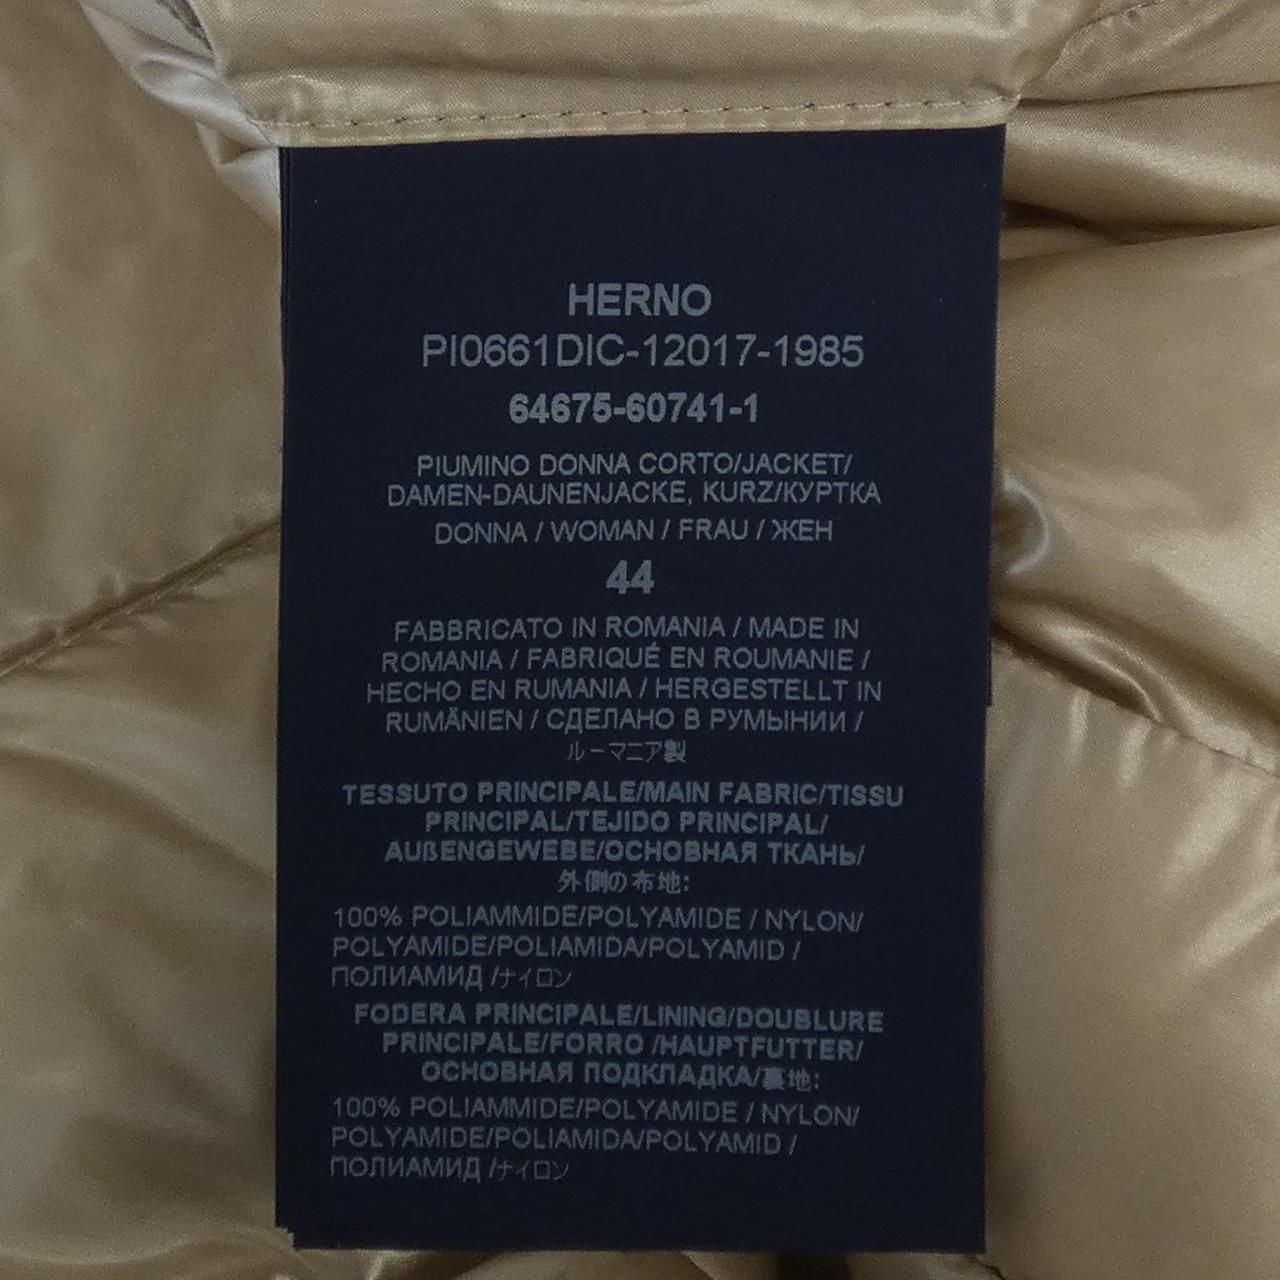 HERNO
PI0661DIC-12017-1985
64675-60741-1
PIUMINO DONNA CORTO/JACKET/
DAMEN-DAUNENJACKE, KURZ/КУРТКА
DONNA / WOMAN / FRAU / ЖЕН
44
FABBRICATO IN ROMANIA / MADE IN
ROMANIA / FABRIQUÉ EN ROUMANIE /
HECHO EN RUMANIA / HERGESTELLT IN
RUMÄNIEN / СДЕЛАНО В РУМЫНИИ /
ルーマニア製
TESSUTO PRINCIPALE/MAIN FABRIC/TISSU
PRINCIPAL/TEJIDO PRINCIPAL/
AUßENGEWEBE/ОСНОВНАЯ ТКАНЬ/
外側の布地:
100% POLIAMMIDE/POLYAMIDE / NYLON/
POLYAMIDE/POLIAMIDA/POLYAMID /
ПОЛИАМИД /ナイロン
FODERA PRINCIPALE/LINING/DOUBLURE
PRINCIPALE/FORRO /HAUPTFUTTER/
ОСНОВНАЯ ПОДКЛАДКА/裏地:
100% POLIAMMIDE/POLYAMIDE / NYLON/
POLYAMIDE/POLIAMIDA/POLYAMID /
ПОЛИАМИД /ナイロン